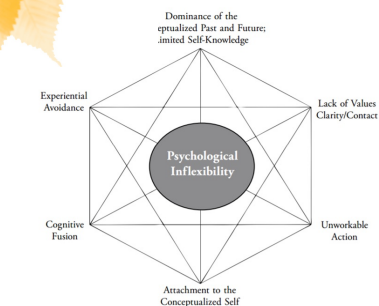 Dominance of the
eptualized Past and Future;
imited Self-Knowledge
Experiential
Avoidance
Lack of Values
Clarity/Contact
Psychological
Inflexibility
Cognitive
Fusion
Unworkable
Action
Attachment to the
Conceptualized Self